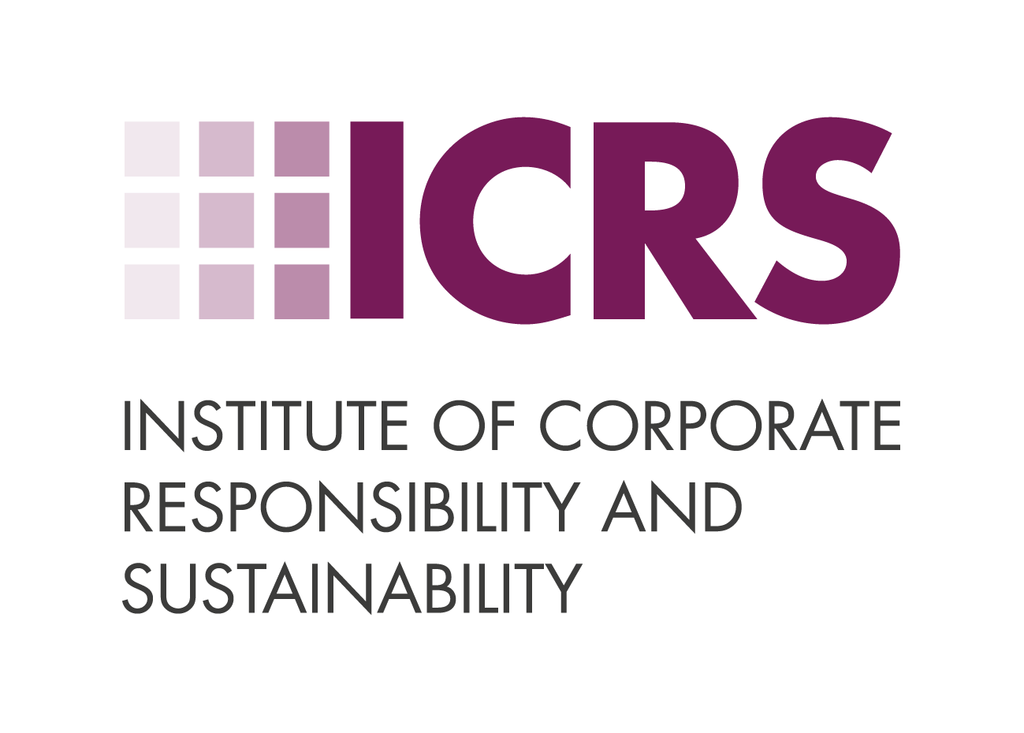 ICRS
INSTITUTE OF CORPORATE
RESPONSIBILITY AND
SUSTAINABILITY